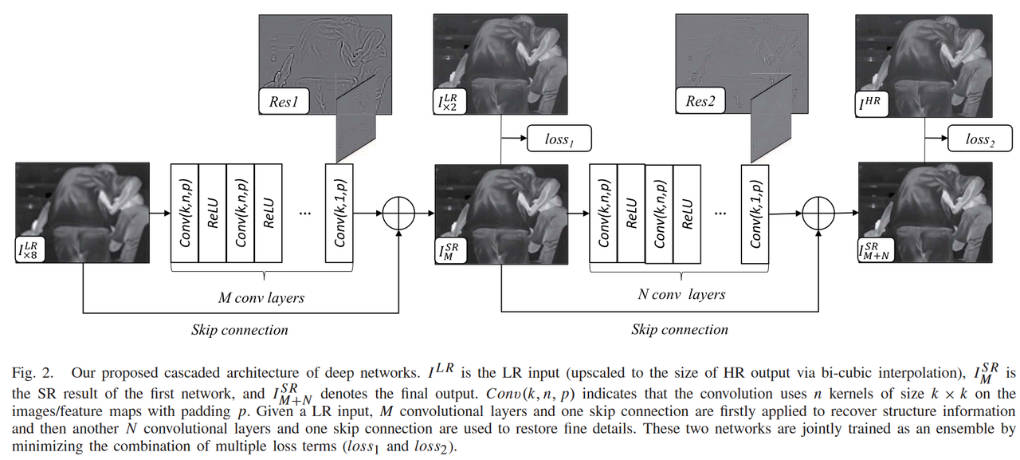 Res1
I^{LR}_{×2}
Res2
I^{HR}
loss_1
loss_2
I^{LR}_{×8}
Conv(k,n,p)
ReLU
Conv(k,n,p)
ReLU
...
Conv(k,1,p)
I^{SR}_{M}
Conv(k,n,p)
ReLU
Conv(k,n,p)
ReLU
...
Conv(k,1,p)
I^{SR}_{M+N}
M conv layers
N conv layers
Skip connection
Skip connection
Fig. 2. Our proposed cascaded architecture of deep networks. I^{LR} is the LR input (upscaled to the size of HR output via bi-cubic interpolation), I^{SR}_{M} is
the SR result of the first network, and I^{SR}_{M+N} denotes the final output. Conv(k, n, p) indicates that the convolution uses n kernels of size k × k on the
images/feature maps with padding p. Given a LR input, M convolutional layers and one skip connection are firstly applied to recover structure information
and then another N convolutional layers and one skip connection are used to restore fine details. These two networks are jointly trained as an ensemble by
minimizing the combination of multiple loss terms (loss_1 and loss_2).